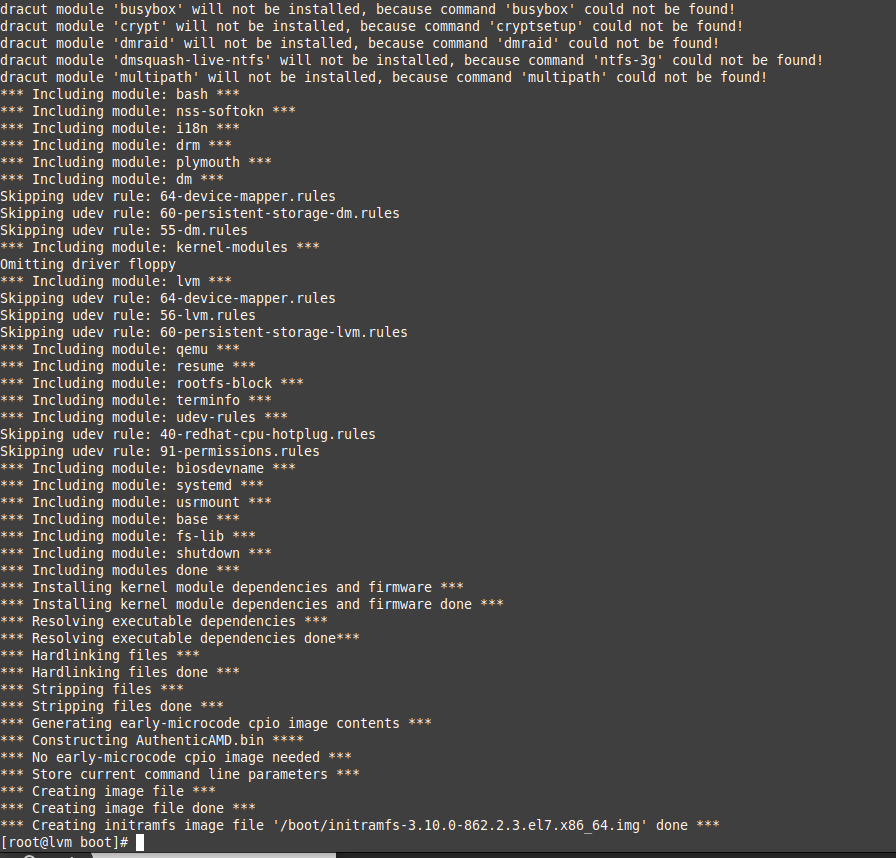 dracut module 'busybox' will not be installed, because command 'busybox' could not be found!
dracut module 'crypt' will not be installed, because command 'cryptsetup' could not be found!
dracut module 'dmraid' will not be installed, because command 'dmraid' could not be found!
dracut module 'dmsquash-live-ntfs' will not be installed, because command 'ntfs-3g' could not be found!
dracut module 'multipath' will not be installed, because command 'multipath' could not be found!
*** Including module: bash ***
*** Including module: nss-softokn ***
*** Including module: i18n ***
*** Including module: drm ***
*** Including module: plymouth ***
*** Including module: dm ***
Skipping udev rule: 64-device-mapper.rules
Skipping udev rule: 60-persistent-storage-dm.rules
Skipping udev rule: 55-dm.rules
*** Including module: kernel-modules ***
Omitting driver floppy
*** Including module: lvm ***
Skipping udev rule: 64-device-mapper.rules
Skipping udev rule: 56-lvm.rules
Skipping udev rule: 60-persistent-storage-lvm.rules
*** Including module: qemu ***
*** Including module: resume ***
*** Including module: rootfs-block ***
*** Including module: terminfo ***
*** Including module: udev-rules ***
Skipping udev rule: 40-redhat-cpu-hotplug.rules
Skipping udev rule: 91-permissions.rules
*** Including module: biosdevname ***
*** Including module: systemd ***
*** Including module: usrmount ***
*** Including module: base ***
*** Including module: fs-lib ***
*** Including module: shutdown ***
*** Including modules done ***
*** Installing kernel module dependencies and firmware ***
*** Installing kernel module dependencies and firmware done ***
*** Resolving executable dependencies ***
*** Resolving executable dependencies done***
*** Hardlinking files ***
*** Hardlinking files done ***
*** Stripping files ***
*** Stripping files done ***
*** Generating early-microcode cpio image contents ***
*** Constructing AuthenticAMD.bin ****
*** No early-microcode cpio image needed ***
*** Store current command line parameters ***
*** Creating image file ***
*** Creating image file done ***
*** Creating initramfs image file '/boot/initramfs-3.10.0-862.2.3.el7.x86_64.img' done ***
[root@lvm boot]#